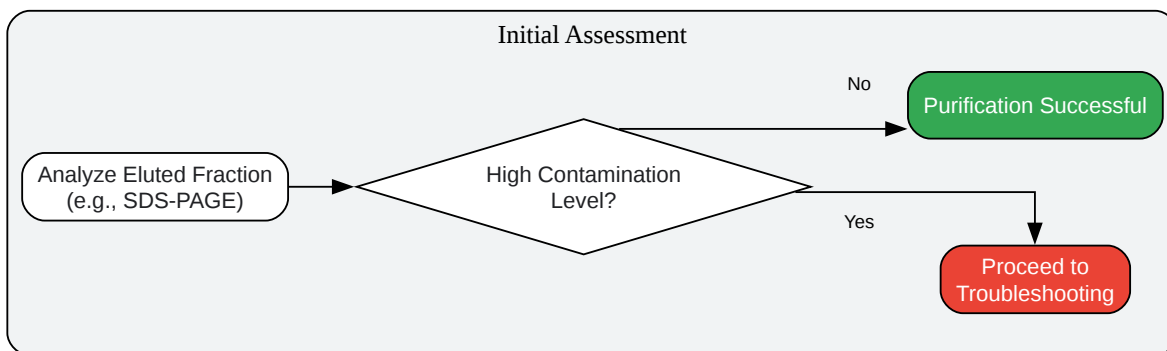 Initial Assessment
No
Purification Successful
Analyze Eluted Fraction
(e.g., SDS-PAGE)
High Contamination
Level?
Yes
Proceed to
Troubleshooting